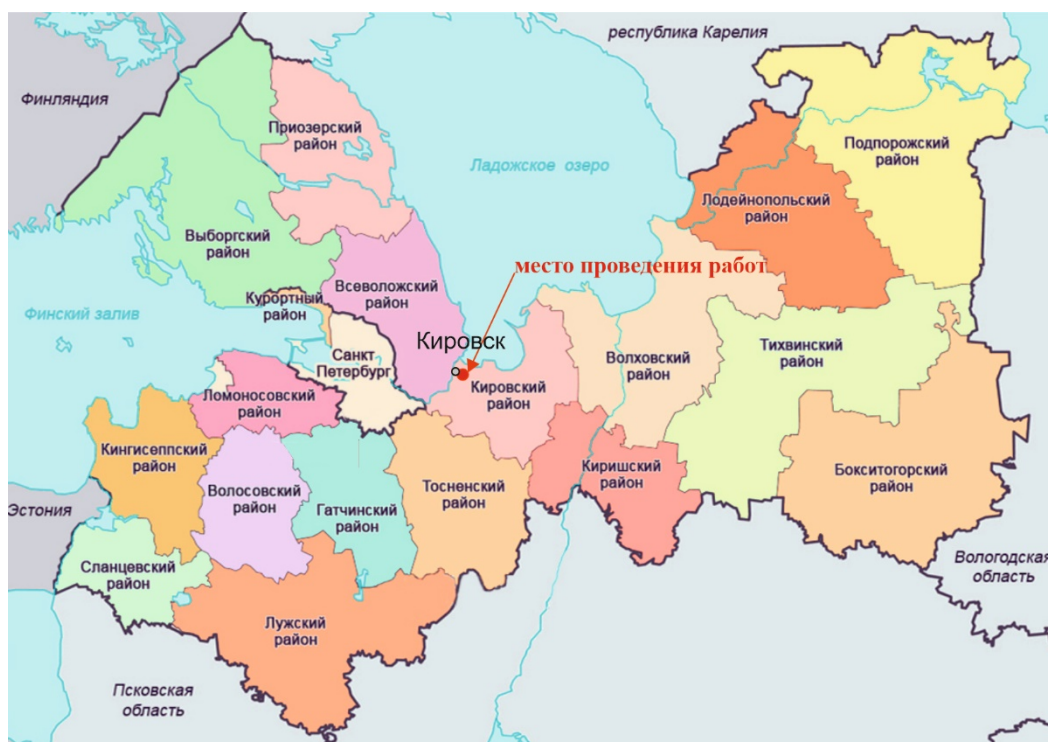 республика Карелия
Финляндия
Приозерский
район
Подпорожский
район
Ладожское озеро
Лодейнопольский
район
Выборгский
район
место проведения работ
Всеволожский
район
Курортный
район
Финский залив
Кировск
Санкт
Петербург
Волховский
район
Тихвинский
район
Кировский
район
Ломоносовский
район
Кингисеппский
район
Волосовский
район
Гатчинский
район
Тосненский
район
Киришский
район
Бокситогорский
район
Эстония
Сланцевский
район
Вологодская
область
Лужский
район
Псковская
область